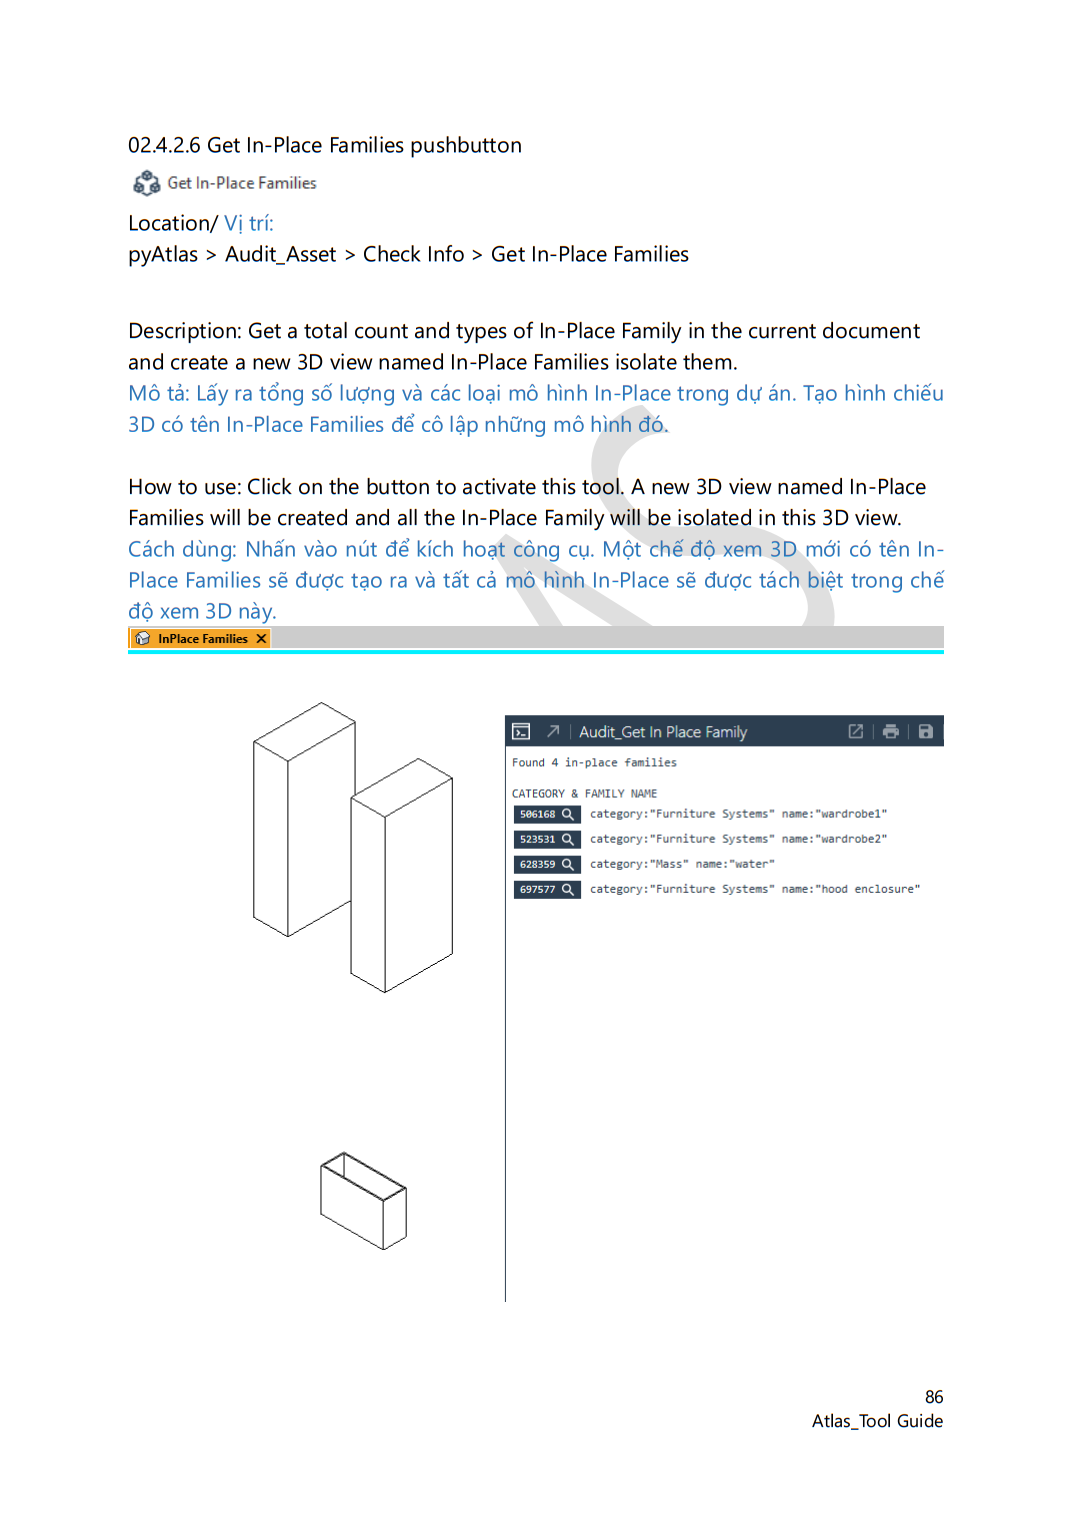 02.4.2.6 Get In-Place Families pushbutton
Get In-Place Families
Location/ Vị trí:
pyAtlas > Audit_Asset > Check Info > Get In-Place Families
Description: Get a total count and types of In-Place Family in the current document
and create a new 3D view named In-Place Families isolate them.
Mô tả: Lấy ra tổng số lượng và các loại mô hình In-Place trong dự án. Tạo hình chiếu
3D có tên In-Place Families để cô lập những mô hình đó.
How to use: Click on the button to activate this tool. A new 3D view named In-Place
Families will be created and all the In-Place Family will be isolated in this 3D view.
Cách dùng: Nhấn vào nút để kích hoạt công cụ. Một chế độ xem 3D mới có tên In-
Place Families sẽ được tạo ra và tất cả mô hình In-Place sẽ được tách biệt trong chế
độ xem 3D này.
InPlace Families
Audit_Get In Place Family
Found 4 in-place families
CATEGORY & FAMILY NAME
506168 category:"Furniture Systems" name:"wardrobe1"
523531 category:"Furniture Systems" name:"wardrobe2"
628359 category:"Mass" name:"water"
697577 category:"Furniture Systems" name:"hood enclosure"
86
Atlas_Tool Guide